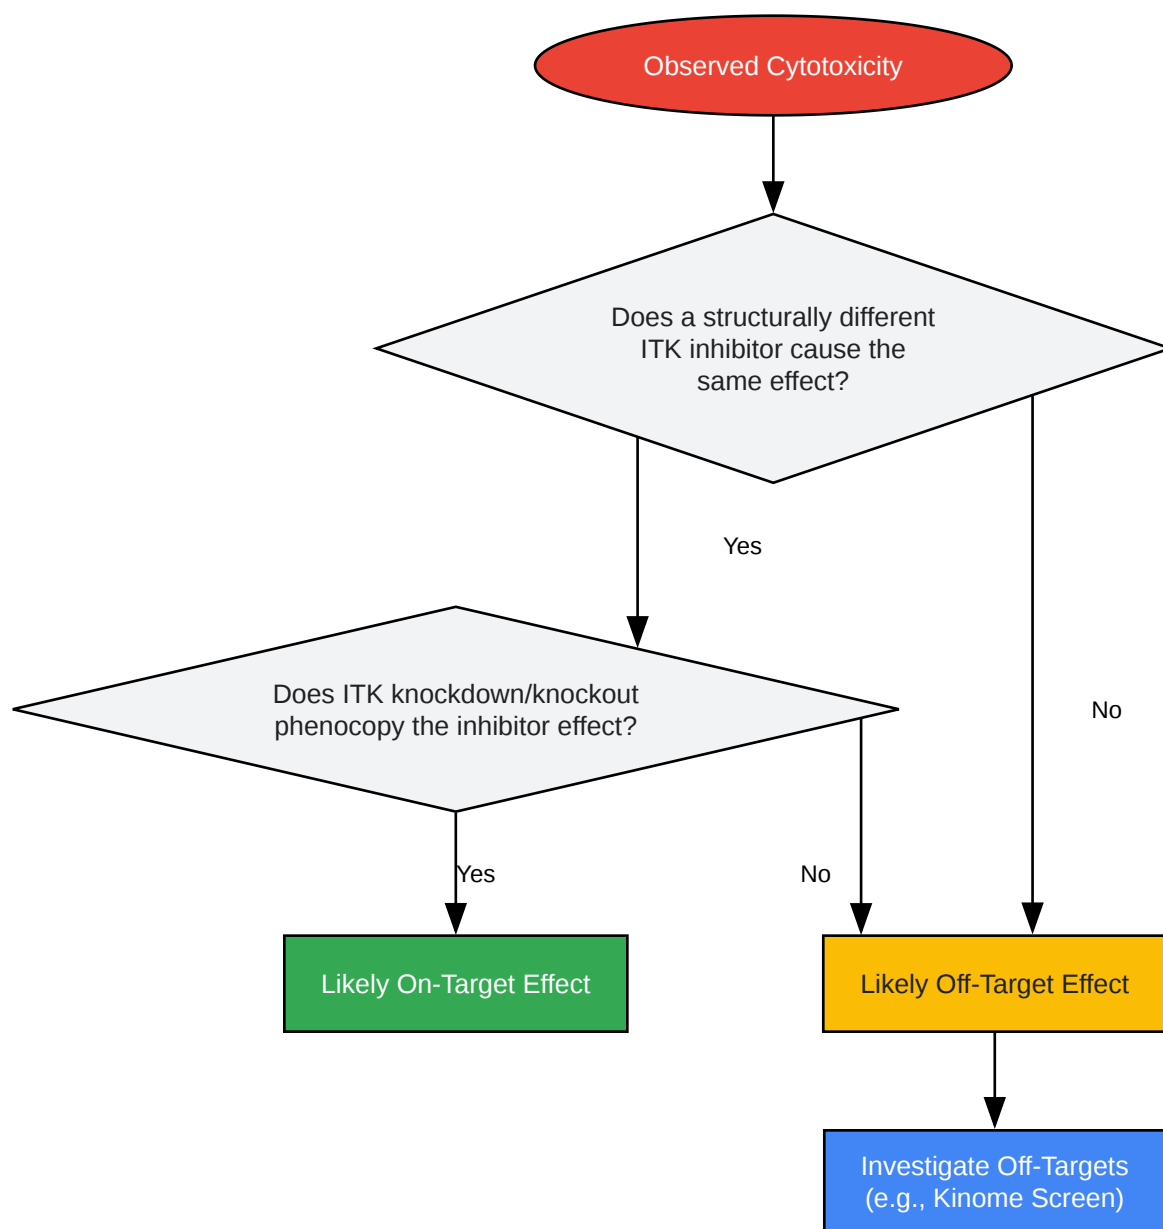 Observed Cytotoxicity
Does a structurally different
ITK inhibitor cause the
same effect?
Yes
Does ITK knockdown/knockout
phenocopy the inhibitor effect?
No
Yes
No
Likely On-Target Effect
Likely Off-Target Effect
Investigate Off-Targets
(e.g., Kinome Screen)